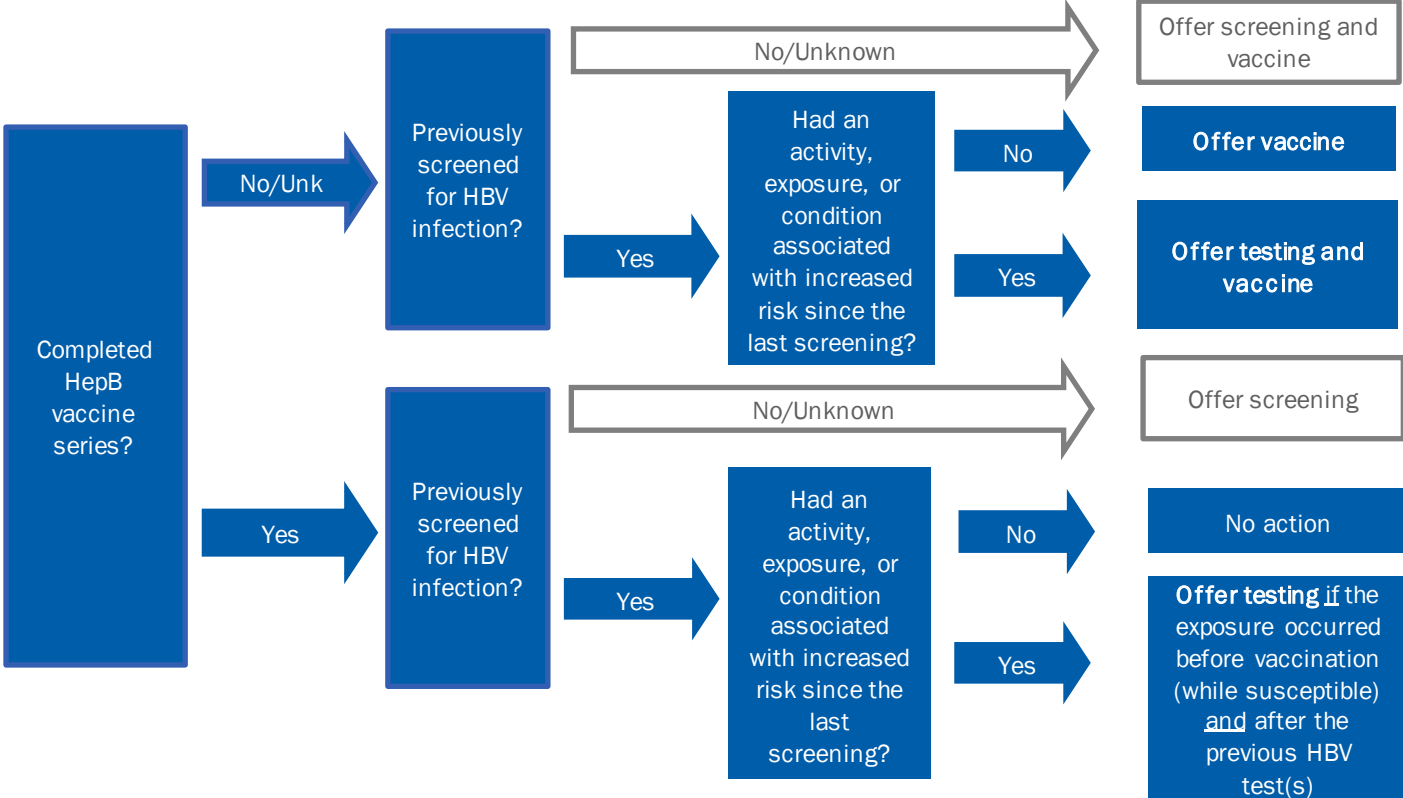 Completed
HepB
vaccine
series?
No/Unk
Previously
screened
for HBV
infection?
No/Unknown
Offer screening and
vaccine
Yes
Had an
activity,
exposure, or
condition
associated
with increased
risk since the
last screening?
No
Offer vaccine
Yes
Offer testing and
vaccine
Yes
Previously
screened
for HBV
infection?
No/Unknown
Offer screening
Yes
Had an
activity,
exposure, or
condition
associated
with increased
risk since the
last
screening?
No
No action
Yes
Offer testing if the
exposure occurred
before vaccination
(while susceptible)
and after the
previous HBV
test(s)